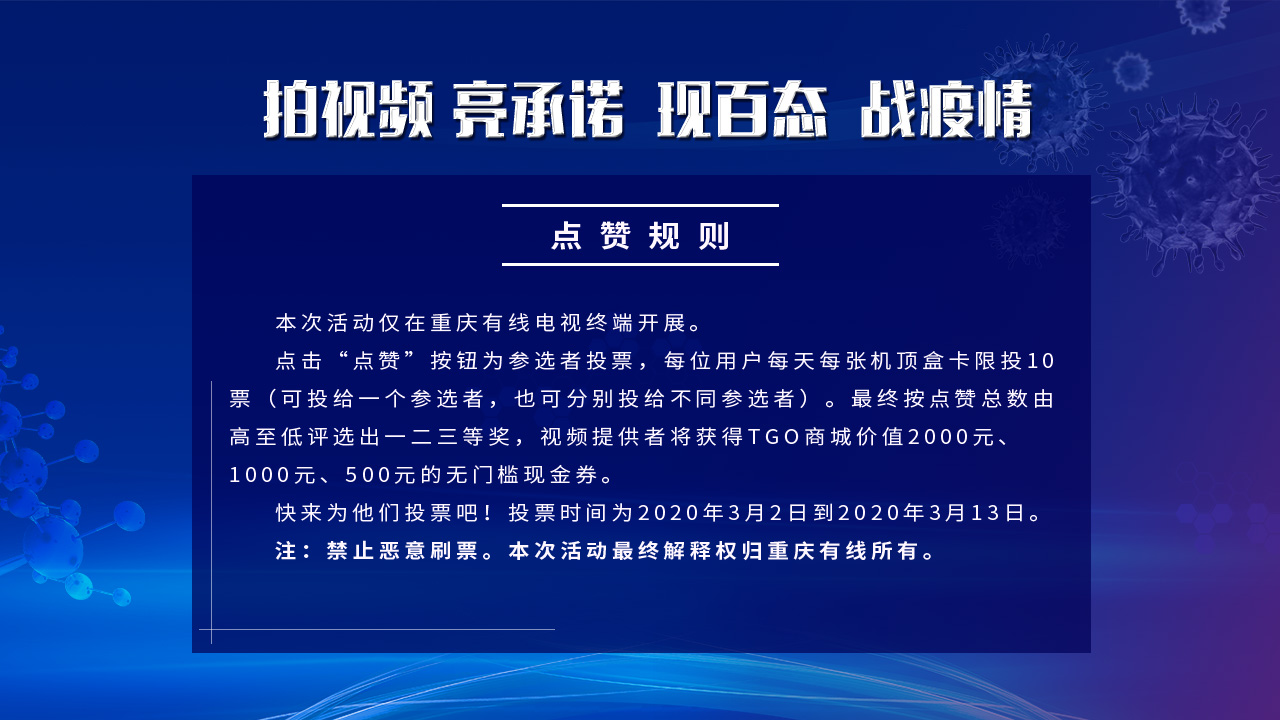 拍视频 亮承诺 现百态 战疫情
点赞规则
本次活动仅在重庆有线电视终端开展。
点击“点赞”按钮为参选者投票，每位用户每天每张机顶盒卡限投10
票（可投给一个参选者，也可分别投给不同参选者）。最终按点赞总数由
高至低评选出一二三等奖，视频提供者将获得TGO商城价值2000元、
1000元、500元的无门槛现金券。
快来为他们投票吧！投票时间为2020年3月2日到2020年3月13日。
注：禁止恶意刷票。本次活动最终解释权归重庆有线所有。